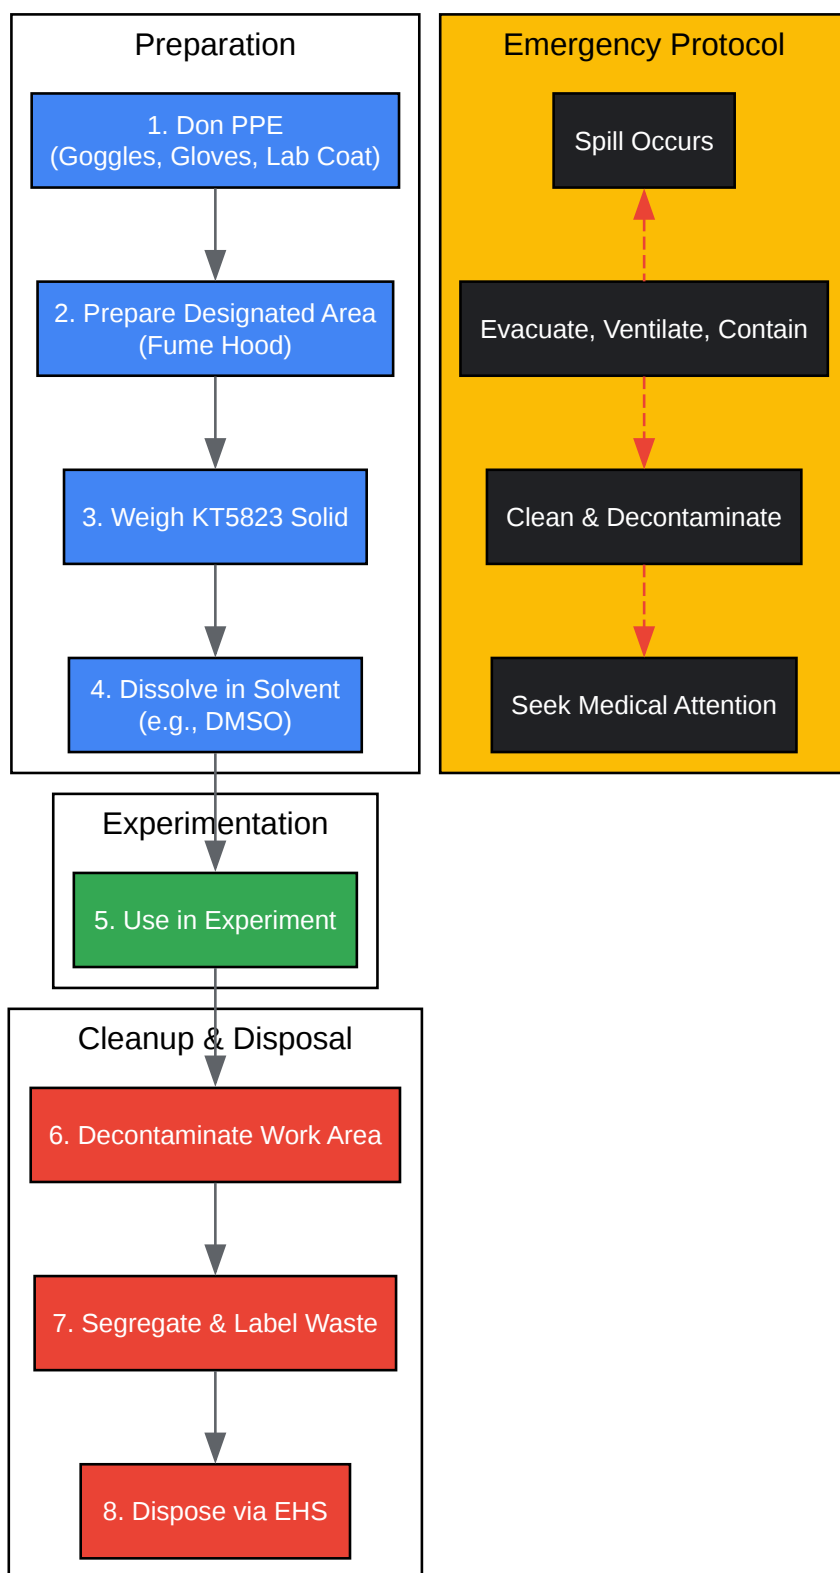 Preparation
1. Don PPE
(Goggles, Gloves, Lab Coat)
2. Prepare Designated Area
(Fume Hood)
3. Weigh KT5823 Solid
4. Dissolve in Solvent
(e.g., DMSO)
Experimentation
5. Use in Experiment
Cleanup & Disposal
6. Decontaminate Work Area
7. Segregate & Label Waste
8. Dispose via EHS
Emergency Protocol
Spill Occurs
Evacuate, Ventilate, Contain
Clean & Decontaminate
Seek Medical Attention